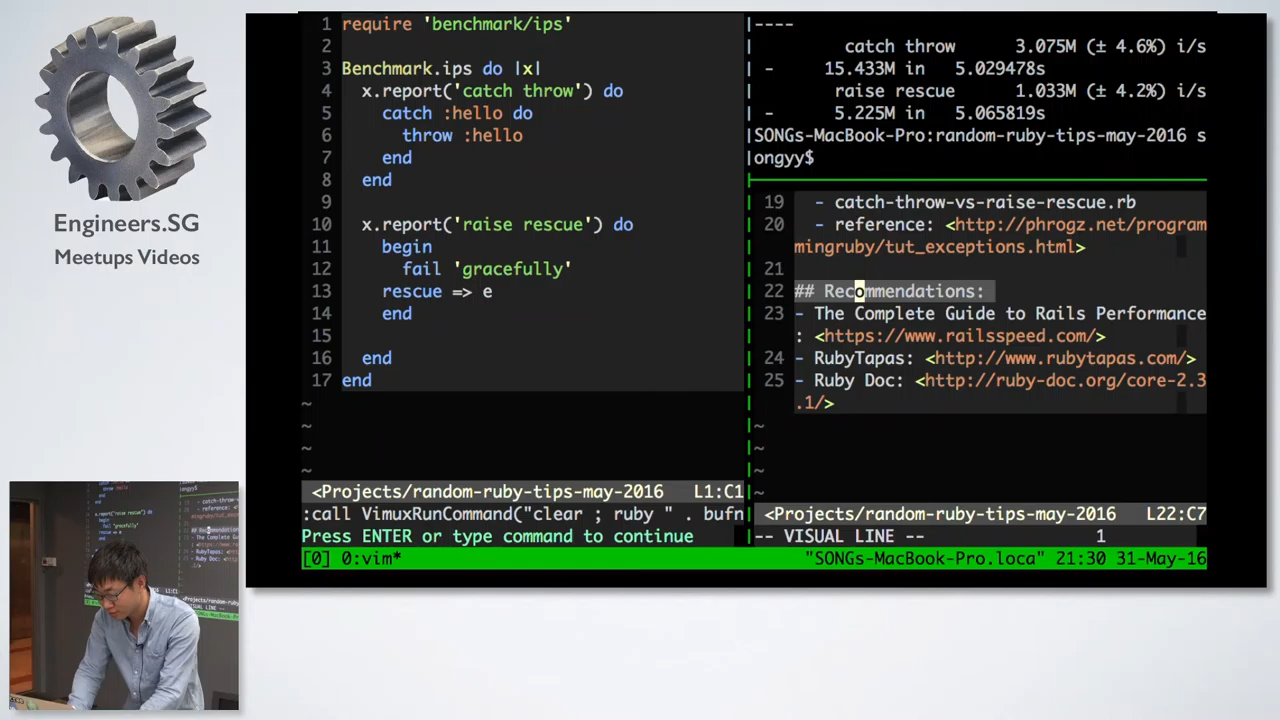 Engineers.SG
Meetups Videos
1 require 'benchmark/ips'
2
3 Benchmark.ips do |x|
4 x.report('catch throw') do
5 catch :hello do
6 throw :hello
7 end
8 end
9
10 x.report('raise rescue') do
11 begin
12 fail 'gracefully'
13 rescue => e
14 end
15
16 end
17 end
~
~
~
~
<Projects/random-ruby-tips-may-2016 L1:C1
:call VimuxRunCommand("clear ; ruby " . bufn
Press ENTER or type command to continue
----
catch throw 3.075M (± 4.6%) i/s
- 15.433M in 5.029478s
raise rescue 1.033M (± 4.2%) i/s
- 5.225M in 5.065819s
SONGs-MacBook-Pro:random-ruby-tips-may-2016 s
ongyy$
19 - catch-throw-vs-raise-rescue.rb
20 - reference: <http://phrogz.net/program
mingruby/tut_exceptions.html>
21
22 ## Recommendations:
23 - The Complete Guide to Rails Performance
: <https://www.railsspeed.com/>
24 - RubyTapas: <http://www.rubytapas.com/>
25 - Ruby Doc: <http://ruby-doc.org/core-2.3
.1/>
~
~
~
~
<Projects/random-ruby-tips-may-2016 L22:C7
-- VISUAL LINE -- 1
[0] 0:vim* "SONGs-MacBook-Pro.loca" 21:30 31-May-16